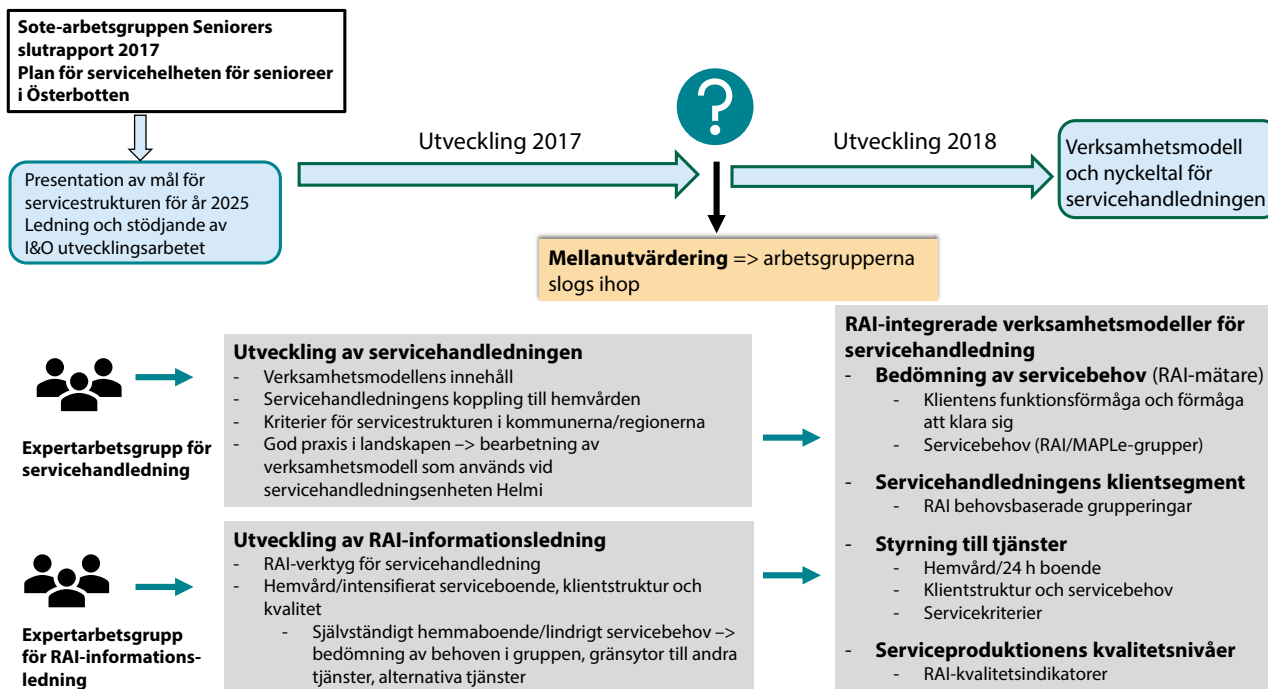 Sote-arbetsgruppen Seniorers
slutrapport 2017
Plan för servicehelheten för senioreer
i Österbotten
Presentation av mål för
servicestrukturen för år 2025
Ledning och stödjande av
I&O utvecklingsarbetet
Utveckling 2017
?
Utveckling 2018
Verksamhetsmodell
och nyckeltal för
servicehandledningen
Mellanutvärdering => arbetsgrupperna
slogs ihop
Expertarbetsgrupp för
servicehandledning
Utveckling av servicehandledningen
- Verksamhetsmodellens innehåll
- Servicehandledningens koppling till hemvården
- Kriterier för servicestrukturen i kommunerna/regionerna
- God praxis i landskapen –> bearbetning av
verksamhetsmodell som används vid
servicehandledningsenheten Helmi
Expertarbetsgrupp
för RAI-informations-
ledning
Utveckling av RAI-informationsledning
- RAI-verktyg för servicehandledning
- Hemvård/intensifierat serviceboende, klientstruktur och
kvalitet
- Självständigt hemmaboende/lindrigt servicebehov –>
bedömning av behoven i gruppen, gränsytor till andra
tjänster, alternativa tjänster
RAI-integrerade verksamhetsmodeller för
servicehandledning
- Bedömning av servicebehov (RAI-mätare)
- Klientens funktionsförmåga och förmåga
att klara sig
- Servicebehov (RAI/MAPLe-grupper)
- Servicehandledningens klientsegment
- RAI behovsbaserade grupperingar
- Styrning till tjänster
- Hemvård/24 h boende
- Klientstruktur och servicebehov
- Servicekriterier
- Serviceproduktionens kvalitetsnivåer
- RAI-kvalitetsindikatorer